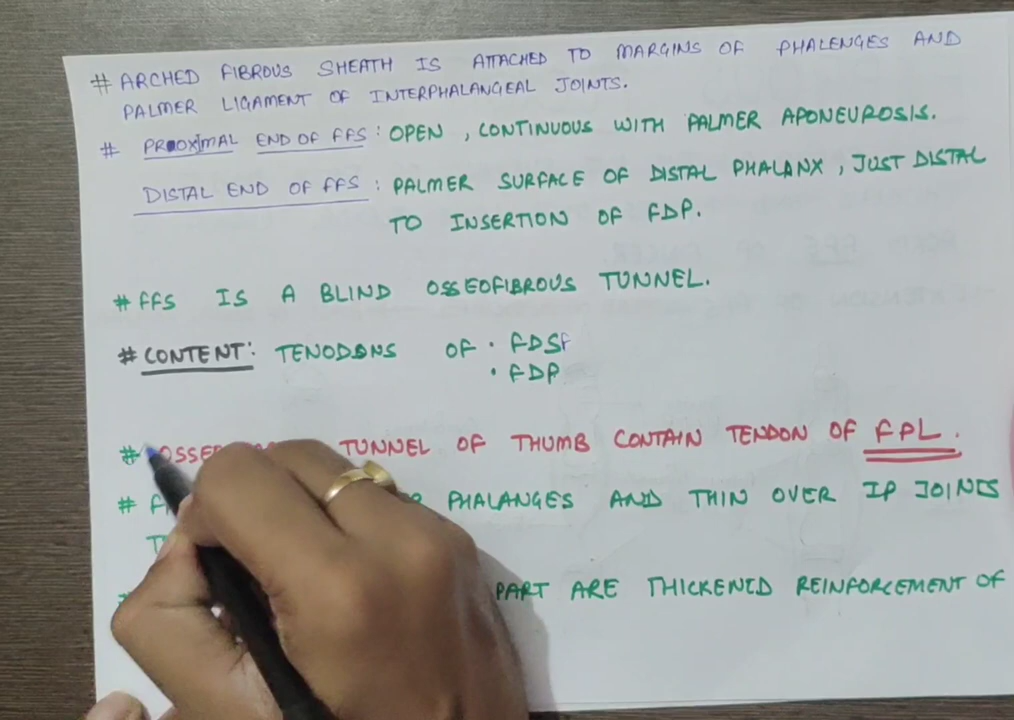 # ARCHED FIBROUS SHEATH IS ATTACHED TO MARGINS OF PHALENGES AND
PALMER LIGAMENT OF INTERPHALANGEAL JOINTS.
# PROXIMAL END OF FFS : OPEN , CONTINUOUS WITH PALMER APONEUROSIS.
DISTAL END OF FFS : PALMER SURFACE OF DISTAL PHALANX , JUST DISTAL
TO INSERTION OF FDP.
# FFS IS A BLIND OSSEOFIBROUS TUNNEL.
# CONTENT: TENODONS OF • FDSF
• FDP
# TUNNEL OF THUMB CONTAIN TENDON OF FPL.
# PHALANGES AND THIN OVER IP JOINTS
PART ARE THICKENED REINFORCEMENT OF